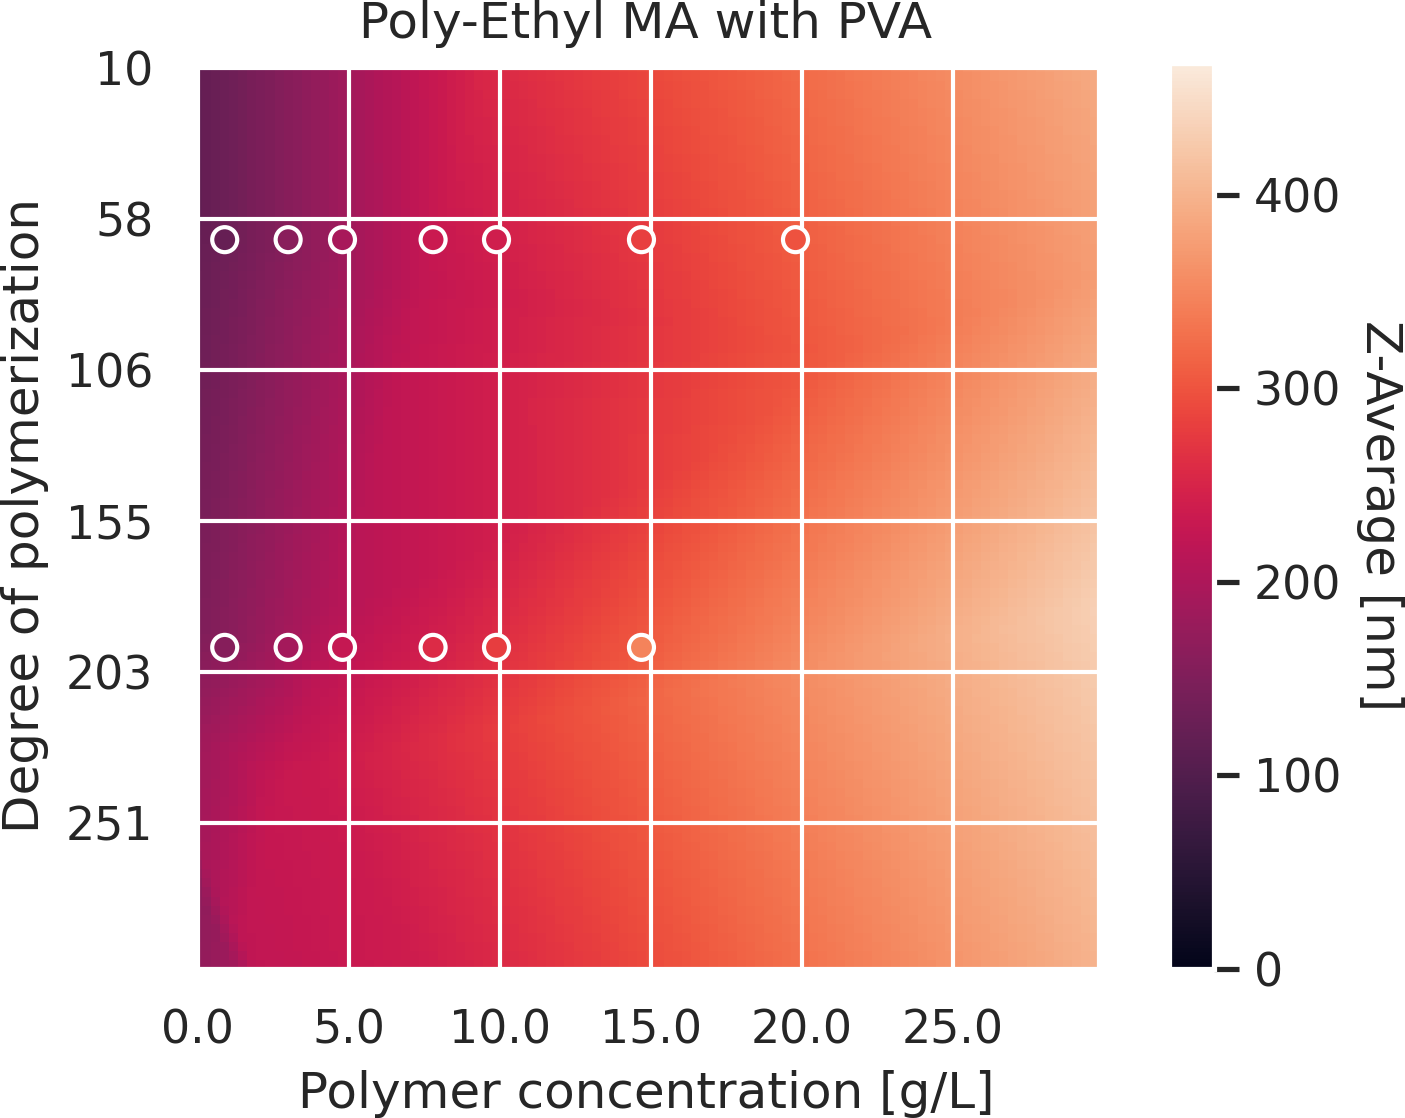 Poly-Ethyl MA with PVA
10
58
106
155
203
251
Degree of polymerization
0.0 5.0 10.0 15.0 20.0 25.0
Polymer concentration [g/L]
400
300
200
100
0
Z-Average [nm]